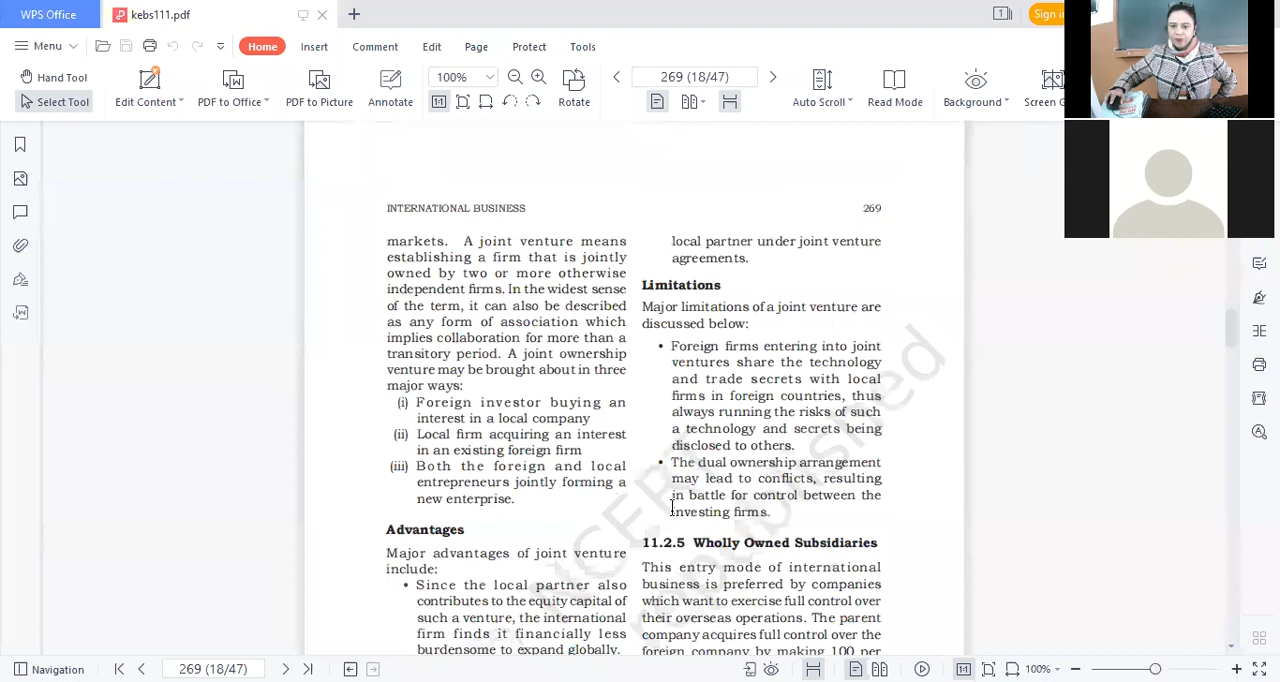 WPS Office
kebs111.pdf
1
Sign in
Menu
Home
Insert
Comment
Edit
Page
Protect
Tools
Hand Tool
Select Tool
Edit Content
PDF to Office
PDF to Picture
Annotate
100%
1:1
Rotate
269 (18/47)
Auto Scroll
Read Mode
Background
INTERNATIONAL BUSINESS
269
markets. A joint venture means
establishing a firm that is jointly
owned by two or more otherwise
independent firms. In the widest sense
of the term, it can also be described
as any form of association which
implies collaboration for more than a
transitory period. A joint ownership
venture may be brought about in three
major ways:
(i) Foreign investor buying an
interest in a local company
(ii) Local firm acquiring an interest
in an existing foreign firm
(iii) Both the foreign and local
entrepreneurs jointly forming a
new enterprise.
Advantages
Major advantages of joint venture
include:
• Since the local partner also
contributes to the equity capital of
such a venture, the international
firm finds it financially less
burdensome to expand globally.
local partner under joint venture
agreements.
Limitations
Major limitations of a joint venture are
discussed below:
• Foreign firms entering into joint
ventures share the technology
and trade secrets with local
firms in foreign countries, thus
always running the risks of such
a technology and secrets being
disclosed to others.
• The dual ownership arrangement
may lead to conflicts, resulting
in battle for control between the
investing firms.
11.2.5 Wholly Owned Subsidiaries
This entry mode of international
business is preferred by companies
which want to exercise full control over
their overseas operations. The parent
company acquires full control over the
foreign company by making 100 per
NCERT
republished
Navigation
269 (18/47)
1:1
100%